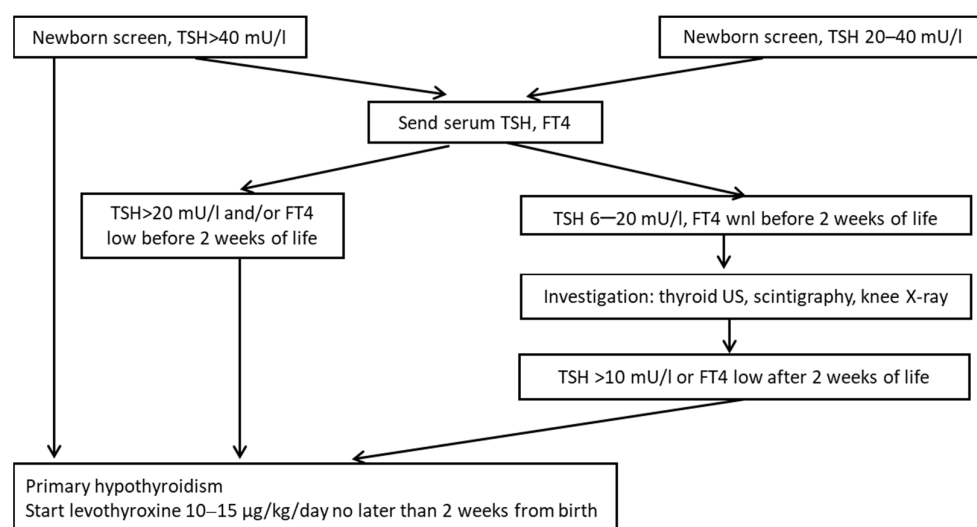 Newborn screen, TSH>40 mU/l
Newborn screen, TSH 20–40 mU/l
Send serum TSH, FT4
TSH>20 mU/l and/or FT4
low before 2 weeks of life
TSH 6—20 mU/l, FT4 wnl before 2 weeks of life
Investigation: thyroid US, scintigraphy, knee X-ray
TSH >10 mU/l or FT4 low after 2 weeks of life
Primary hypothyroidism
Start levothyroxine 10–15 µg/kg/day no later than 2 weeks from birth